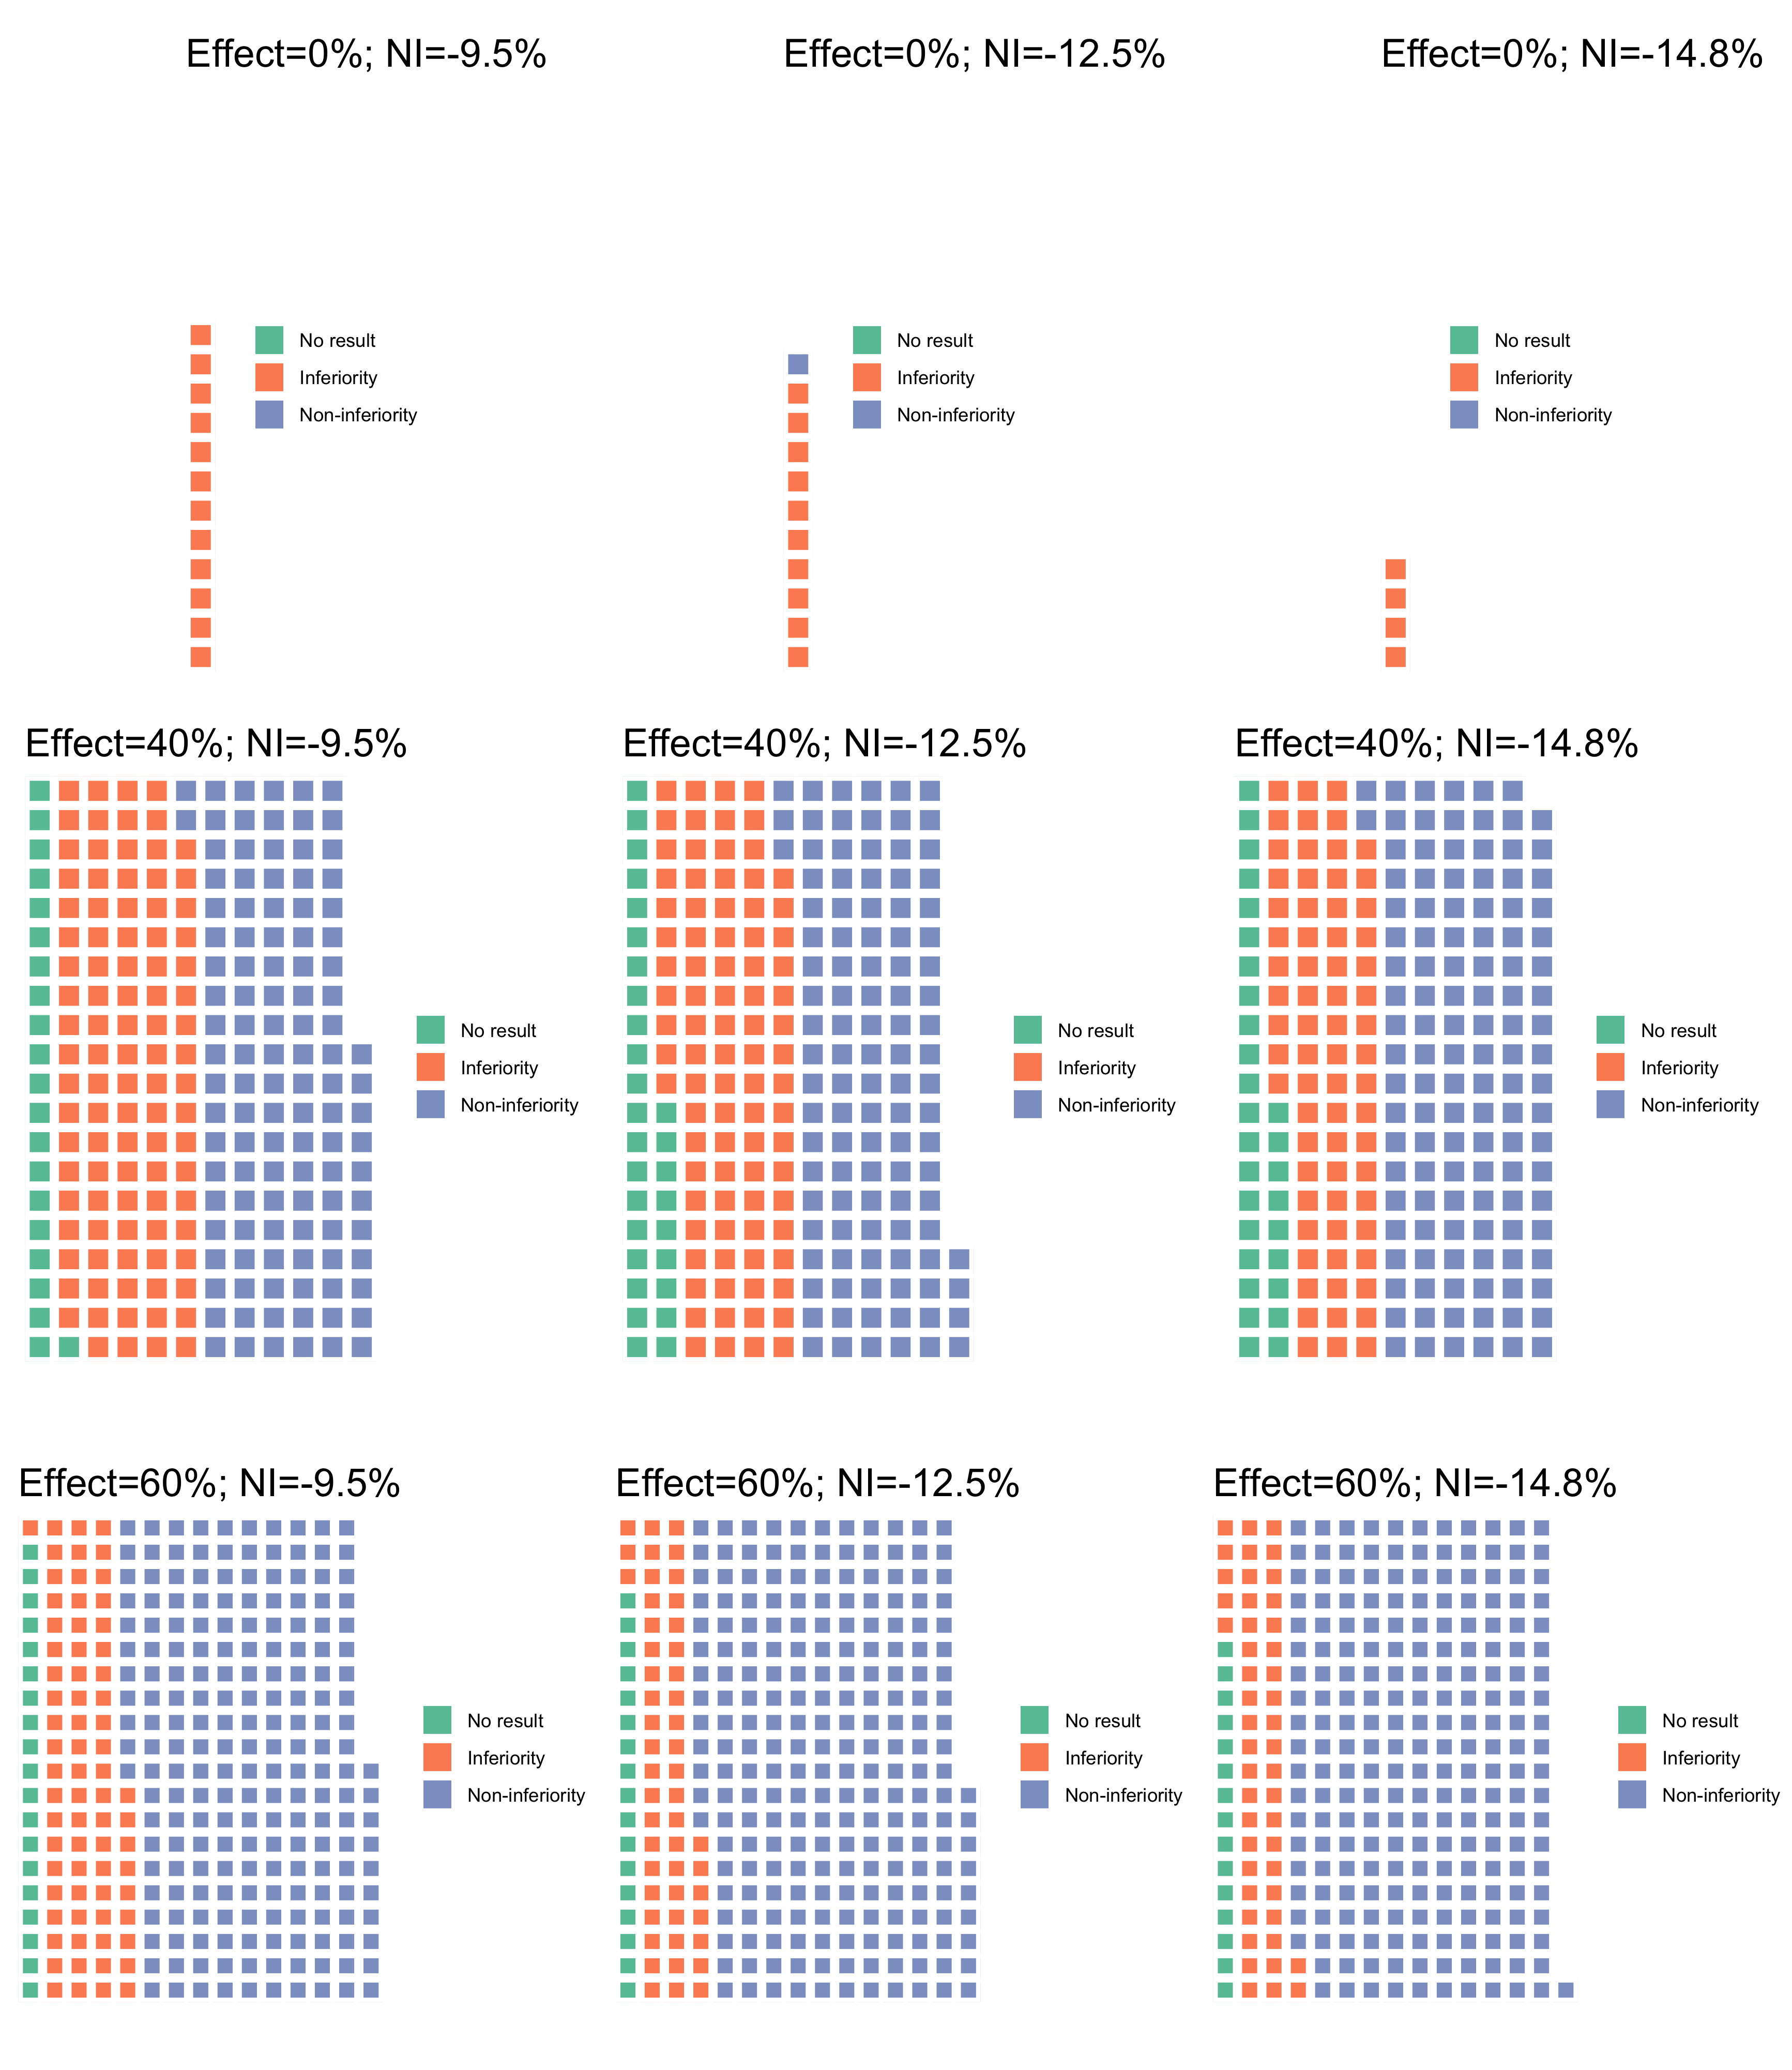 Effect=0%; NI=-9.5%
Effect=0%; NI=-12.5%
Effect=0%; NI=-14.8%
No result
Inferiority
Non-inferiority
No result
Inferiority
Non-inferiority
No result
Inferiority
Non-inferiority
Effect=40%; NI=-9.5%
Effect=40%; NI=-12.5%
Effect=40%; NI=-14.8%
No result
Inferiority
Non-inferiority
No result
Inferiority
Non-inferiority
No result
Inferiority
Non-inferiority
Effect=60%; NI=-9.5%
Effect=60%; NI=-12.5%
Effect=60%; NI=-14.8%
No result
Inferiority
Non-inferiority
No result
Inferiority
Non-inferiority
No result
Inferiority
Non-inferiority